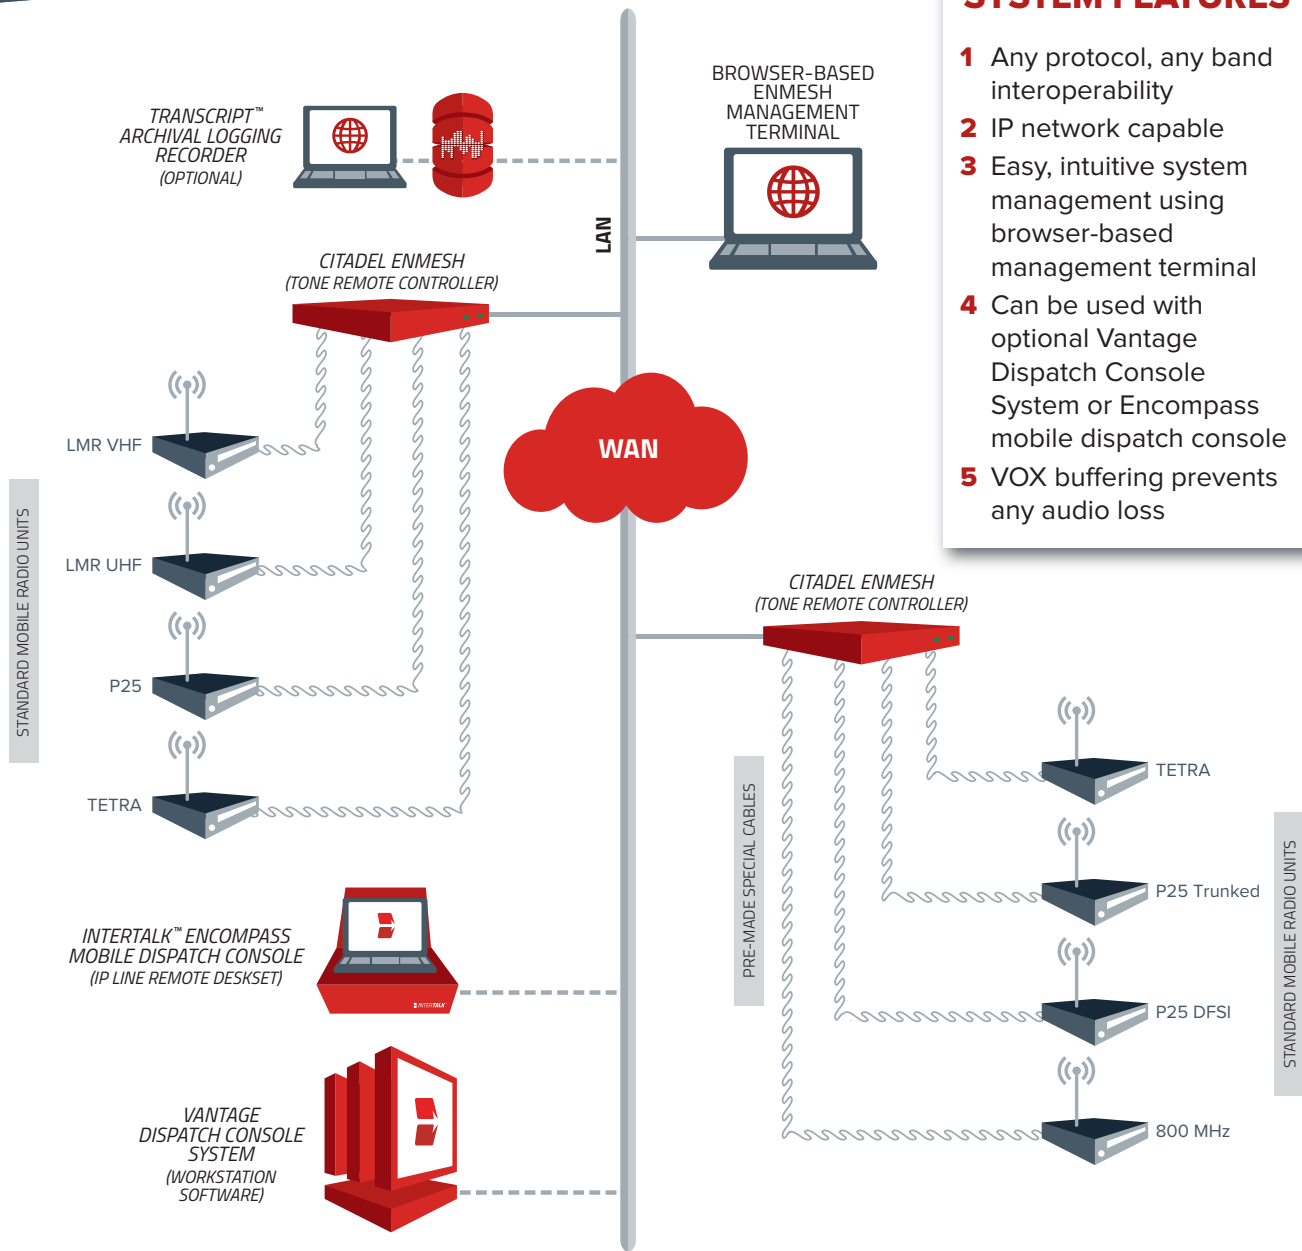 SYSTEM FEATURES
1 Any protocol, any band
interoperability
2 IP network capable
3 Easy, intuitive system
management using
browser-based
management terminal
4 Can be used with
optional Vantage
Dispatch Console
System or Encompass
mobile dispatch console
5 VOX buffering prevents
any audio loss
TRANSCRIPT™
ARCHIVAL LOGGING
RECORDER
(OPTIONAL)
BROWSER-BASED
ENMESH
MANAGEMENT
TERMINAL
LAN
CITADEL ENMESH
(TONE REMOTE CONTROLLER)
WAN
STANDARD MOBILE RADIO UNITS
LMR VHF
LMR UHF
P25
TETRA
CITADEL ENMESH
(TONE REMOTE CONTROLLER)
PRE-MADE SPECIAL CABLES
TETRA
P25 Trunked
P25 DFSI
800 MHz
STANDARD MOBILE RADIO UNITS
INTERTALK™ ENCOMPASS
MOBILE DISPATCH CONSOLE
(IP LINE REMOTE DESKSET)
INTERTALK
VANTAGE
DISPATCH CONSOLE
SYSTEM
(WORKSTATION
SOFTWARE)